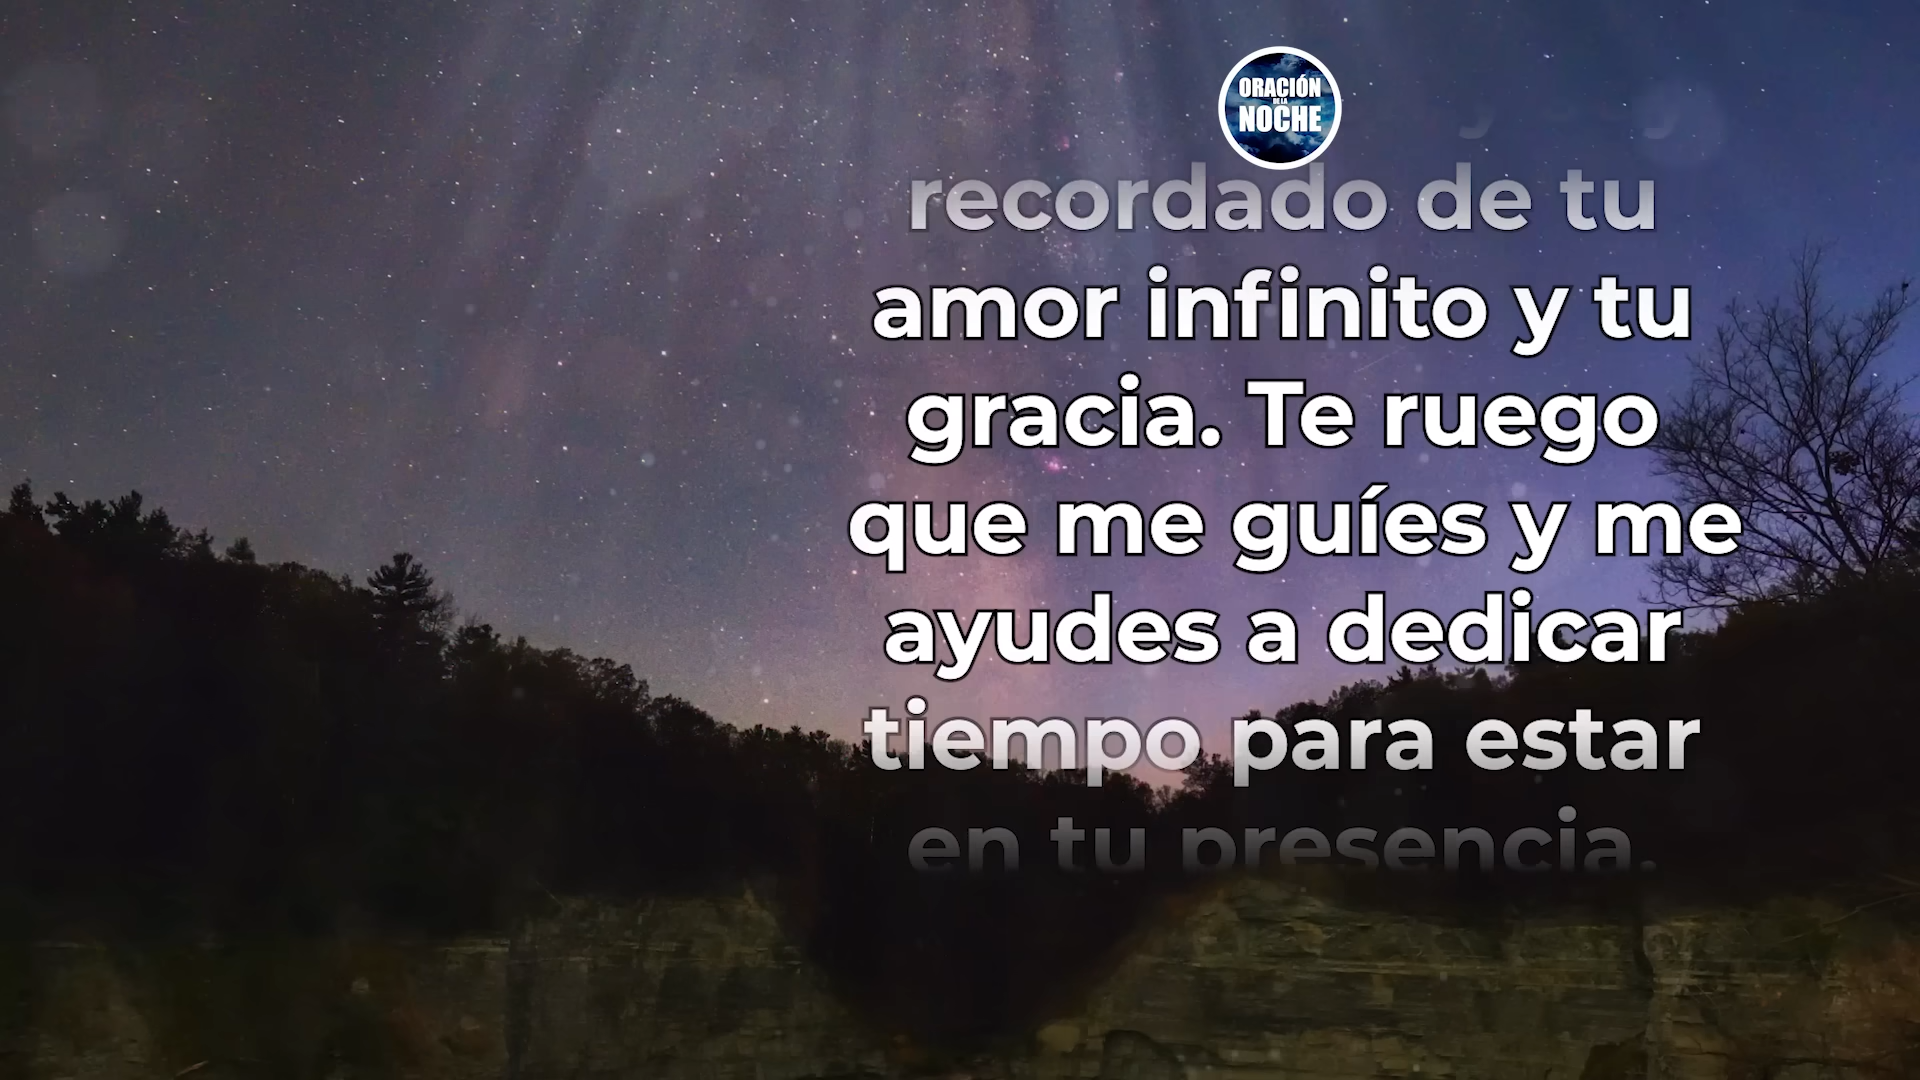 ORACIÓN
DE LA
NOCHE
recordado de tu
amor infinito y tu
gracia. Te ruego
que me guíes y me
ayudes a dedicar
tiempo para estar
en tu presencia.